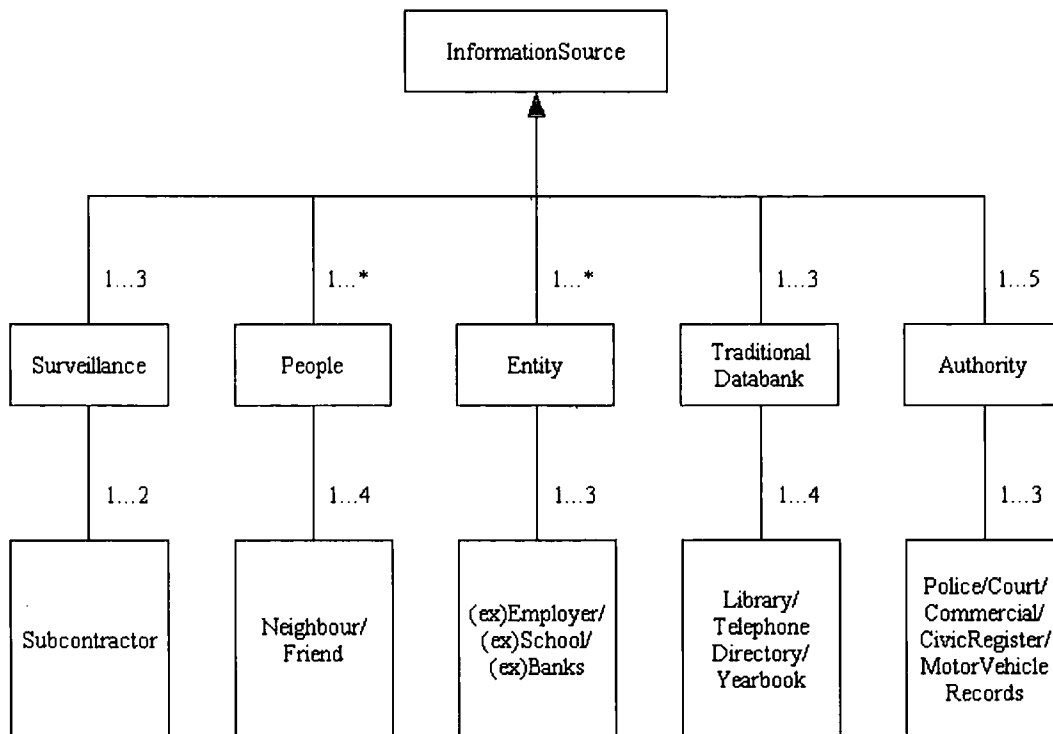 InformationSource
1...3
1...*
1...*
1...3
1...5
Surveillance
People
Entity
Traditional
Databank
Authority
1...2
1...4
1...3
1...4
1...3
Subcontractor
Neighbour/
Friend
(ex)Employer/
(ex)School/
(ex)Banks
Library/
Telephone
Directory/
Yearbook
Police/Court/
Commercial/
CivicRegister/
MotorVehicle
Records